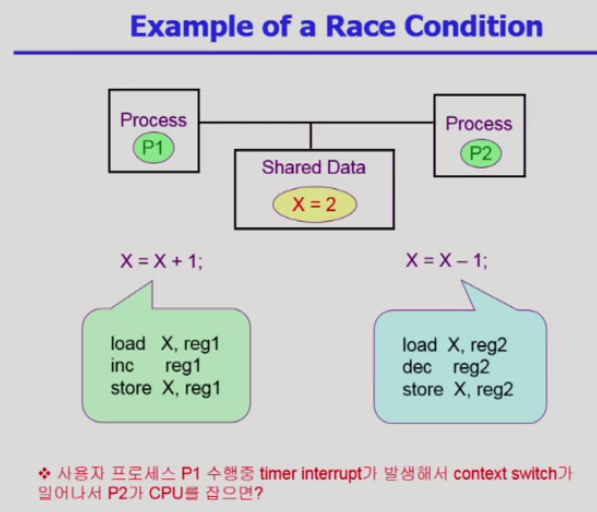 Example of a Race Condition
Process
P1
Process
P2
Shared Data
X = 2
X = X + 1;
X = X – 1;
load X, reg1
inc reg1
store X, reg1
load X, reg2
dec reg2
store X, reg2
❖ 사용자 프로세스 P1 수행중 timer interrupt가 발생해서 context switch가
일어나서 P2가 CPU를 잡으면?